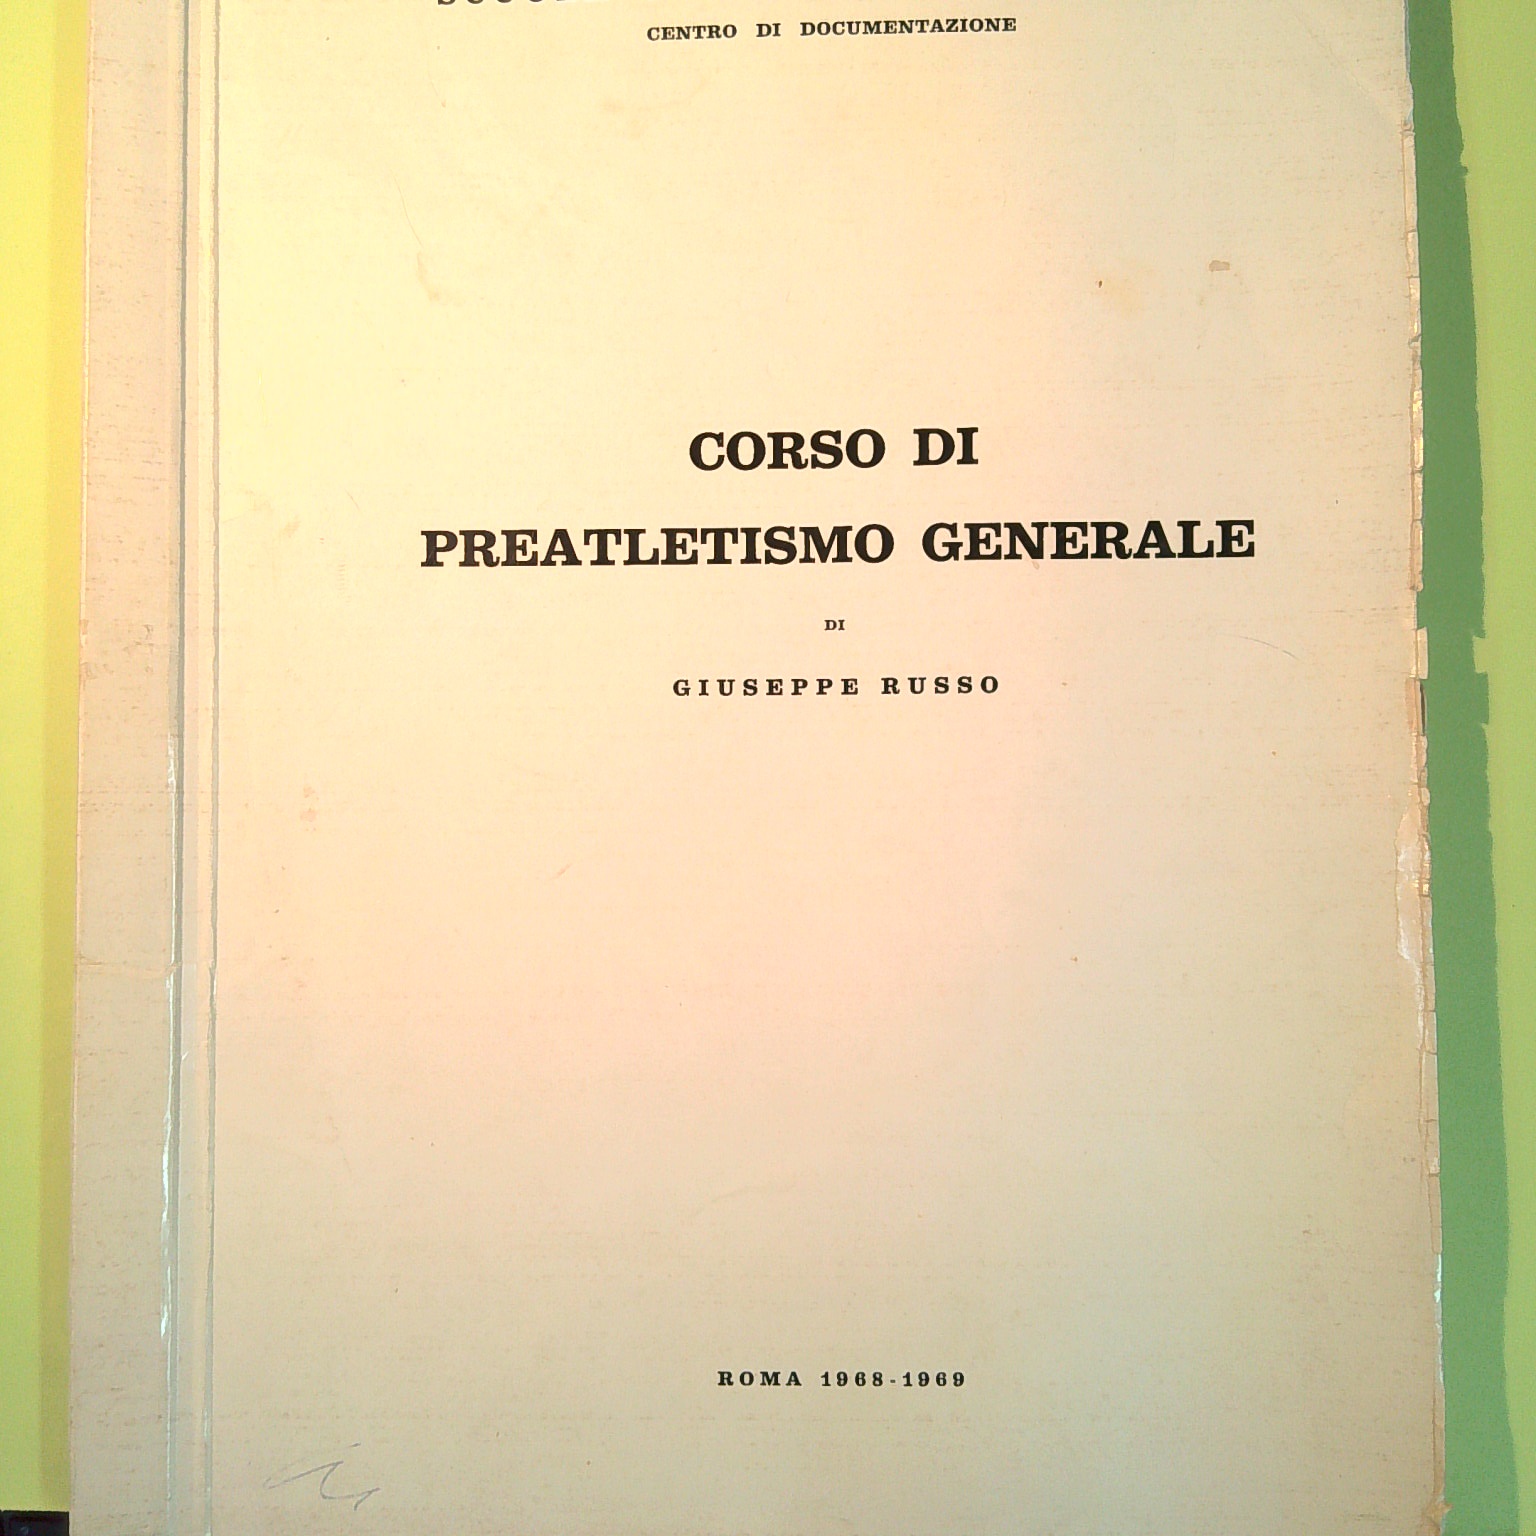 CENTRO DI DOCUMENTAZIONE
CORSO DI
PREATLETISMO GENERALE
DI
GIUSEPPE RUSSO
ROMA 1968-1969